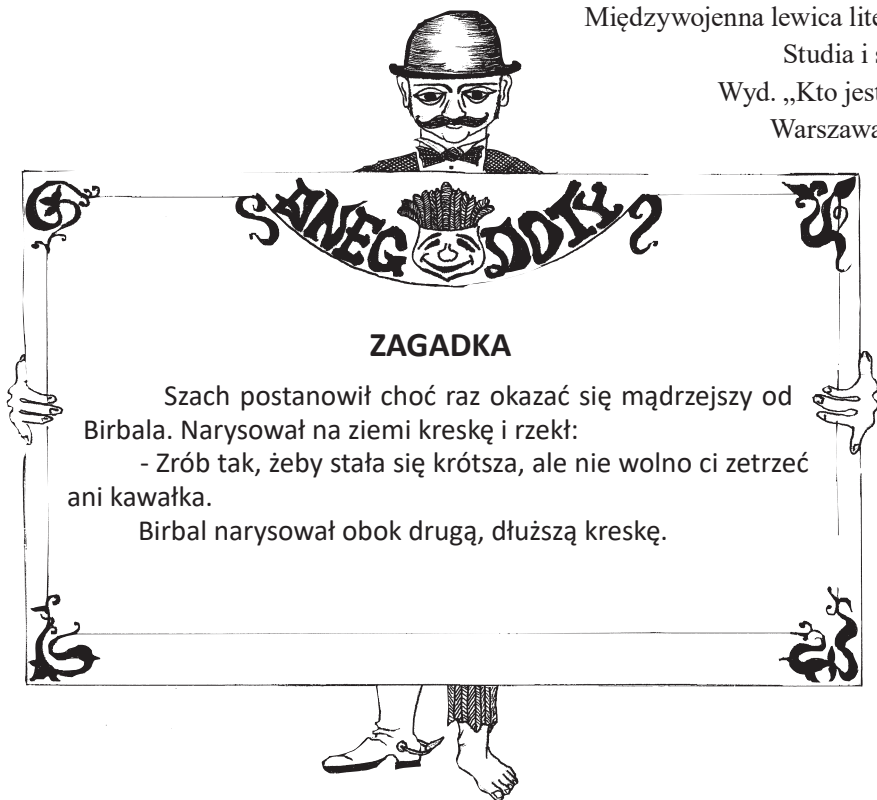 Międzywojenna lewica
Studia i
Wyd. „Kto jest
Warszawa
ANEGDOTY
ZAGADKA
Szach postanowił choć raz okazać się mądrzejszy od
Birbala. Narysował na ziemi kreskę i rzekł:
- Zrób tak, żeby stała się krótsza, ale nie wolno ci zetrzeć
ani kawałka.
Birbal narysował obok drugą, dłuższą kreskę.